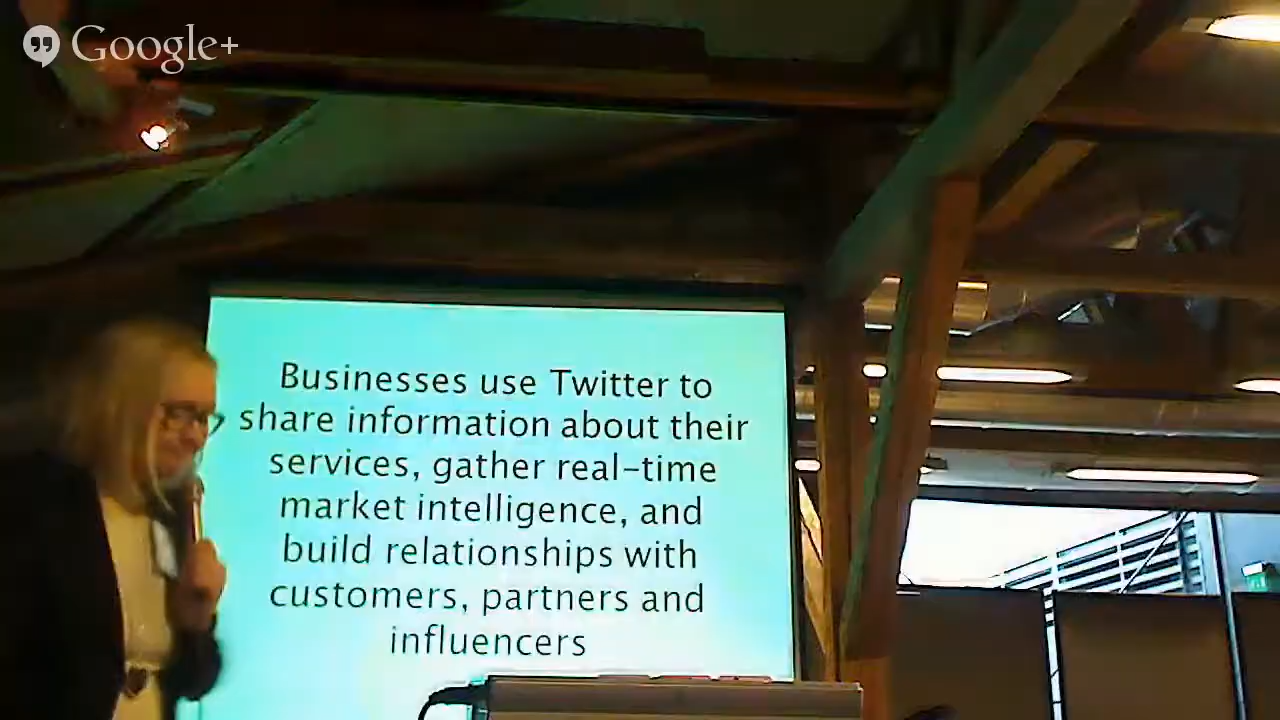 Google+
Businesses use Twitter to
share information about their
services, gather real-time
market intelligence, and
build relationships with
customers, partners and
influencers